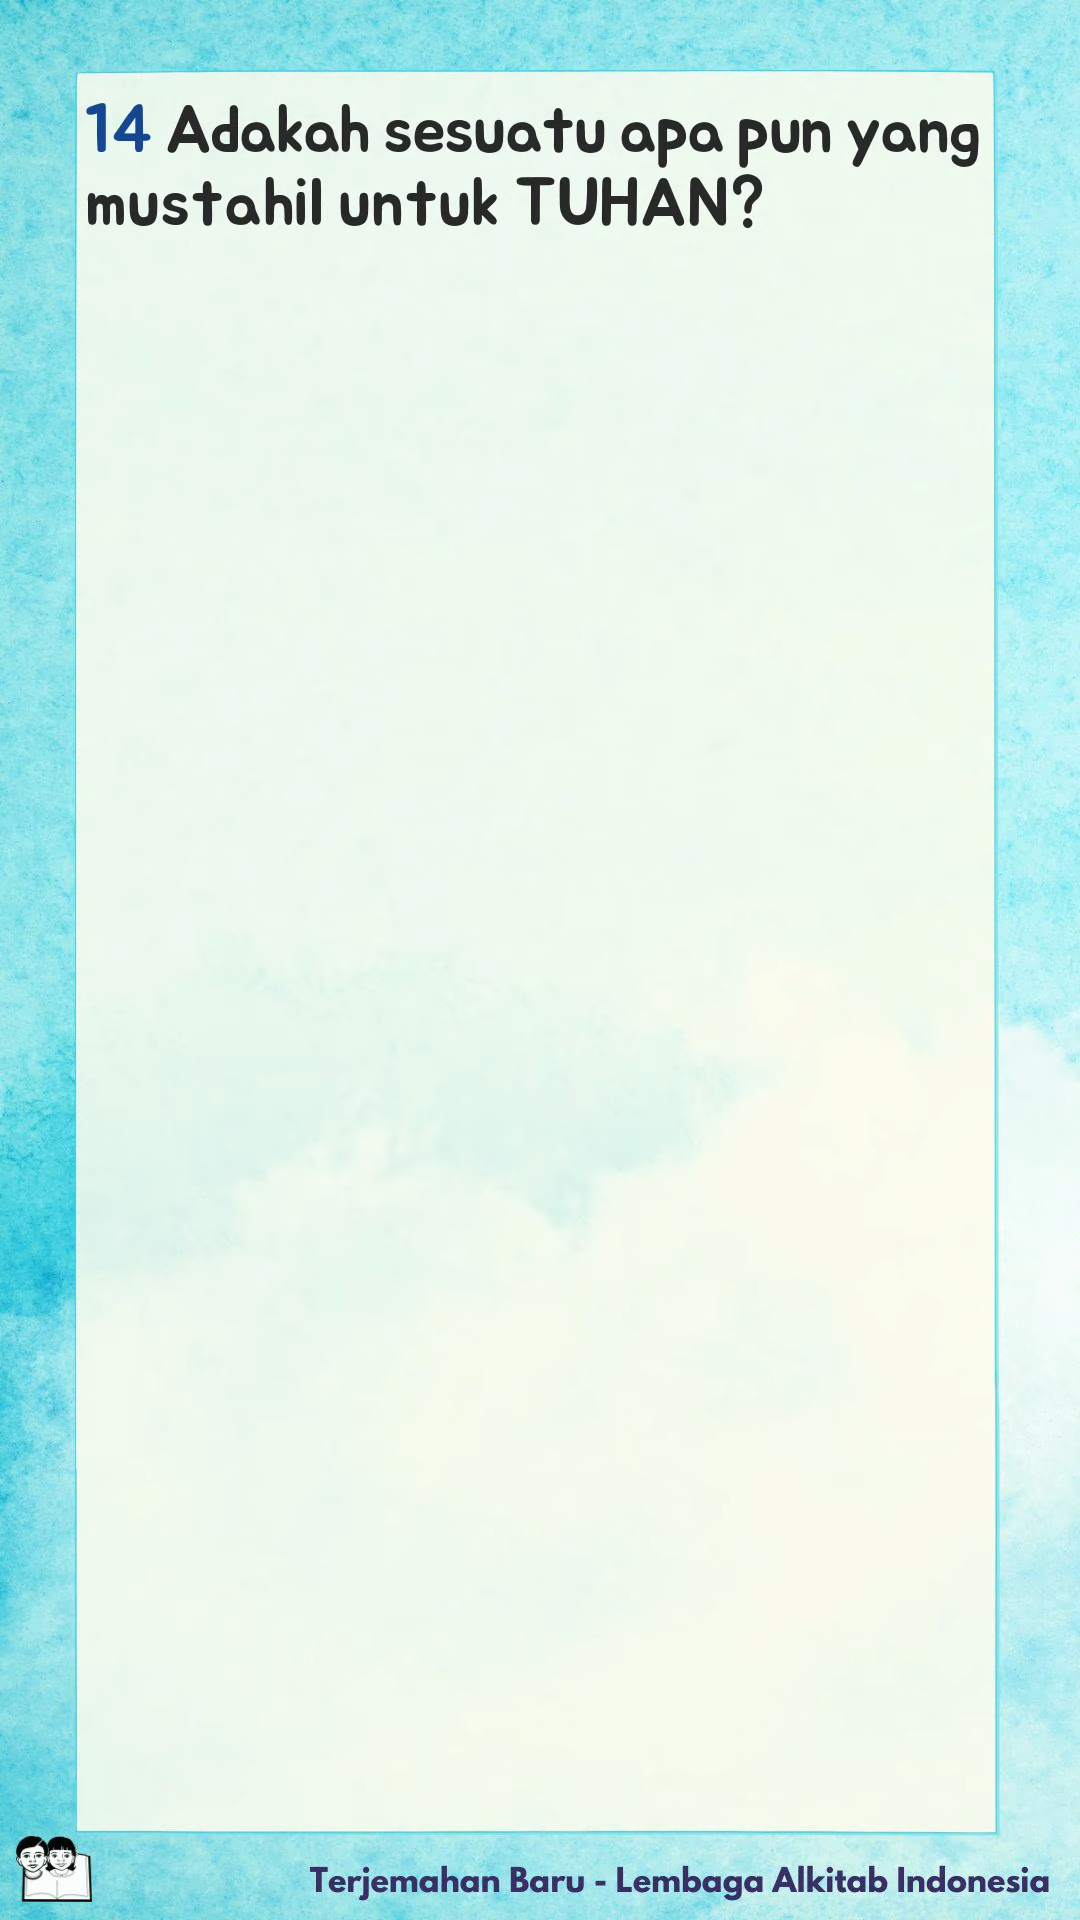 14 Adakah sesuatu apa pun yang
mustahil untuk TUHAN?
Terjemahan Baru - Lembaga Alkitab Indonesia